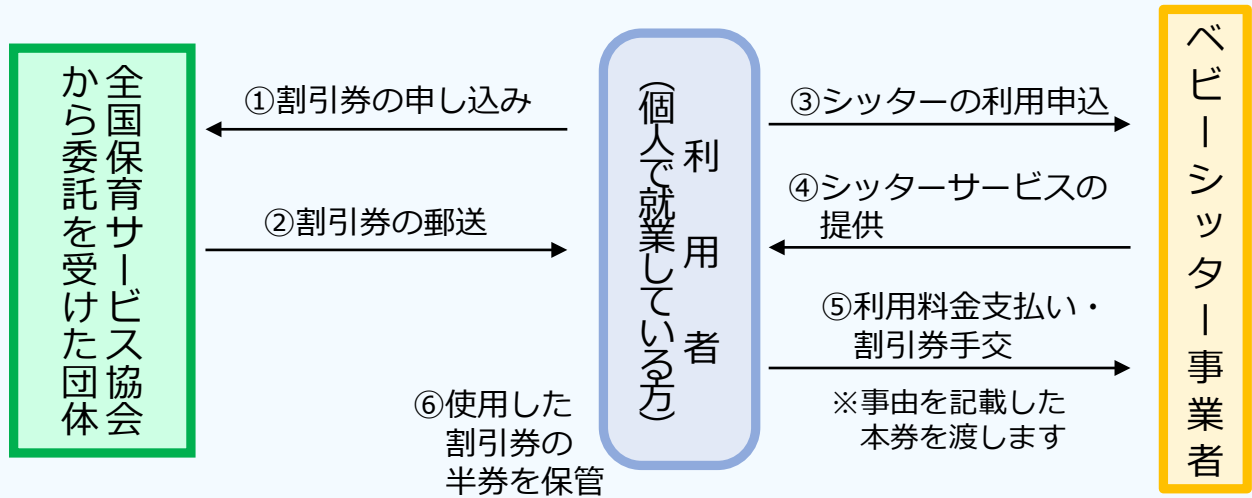 全国保育サービス協会
から委託を受けた団体
①割引券の申し込み
②割引券の郵送
利用者
(個人で就業している方)
⑥使用した
割引券の
半券を保管
③シッターの利用申込
④シッターサービスの
提供
⑤利用料金支払い・
割引券手交
※事由を記載した
本券を渡します
ベビーシッター事業者